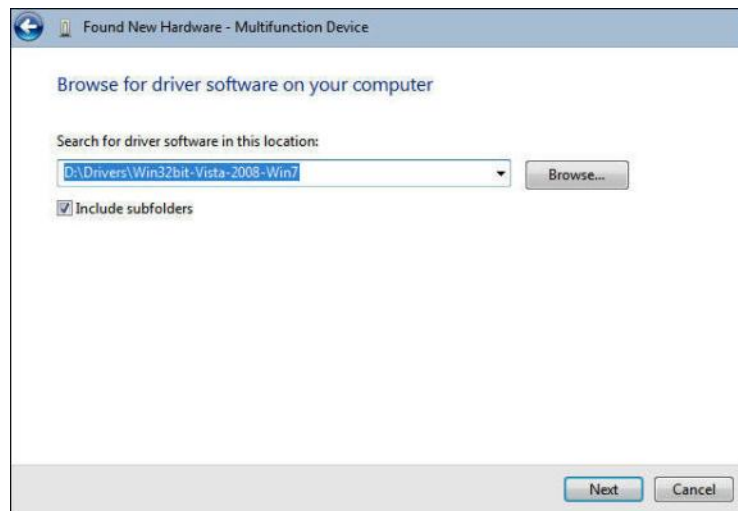 Found New Hardware - Multifunction Device
Browse for driver software on your computer
Search for driver software in this location:
D:\Drivers\Win32bit-Vista-2008-Win7
Browse...
Include subfolders
Next
Cancel